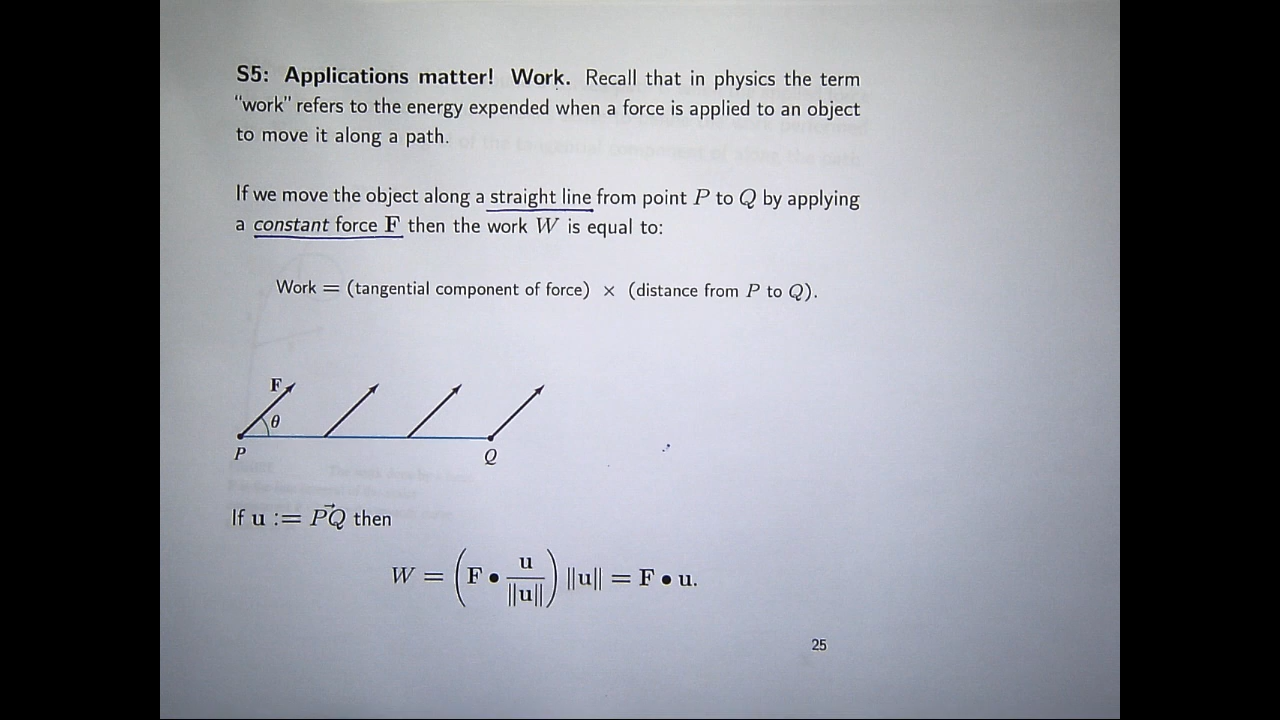 S5: Applications matter! Work. Recall that in physics the term
"work" refers to the energy expended when a force is applied to an object
to move it along a path.
If we move the object along a straight line from point P to Q by applying
a constant force F then the work W is equal to:
Work = (tangential component of force) × (distance from P to Q).
F
θ
P
Q
If u := P⃗Q then
W = (F • u/‖u‖) ‖u‖ = F • u.
25